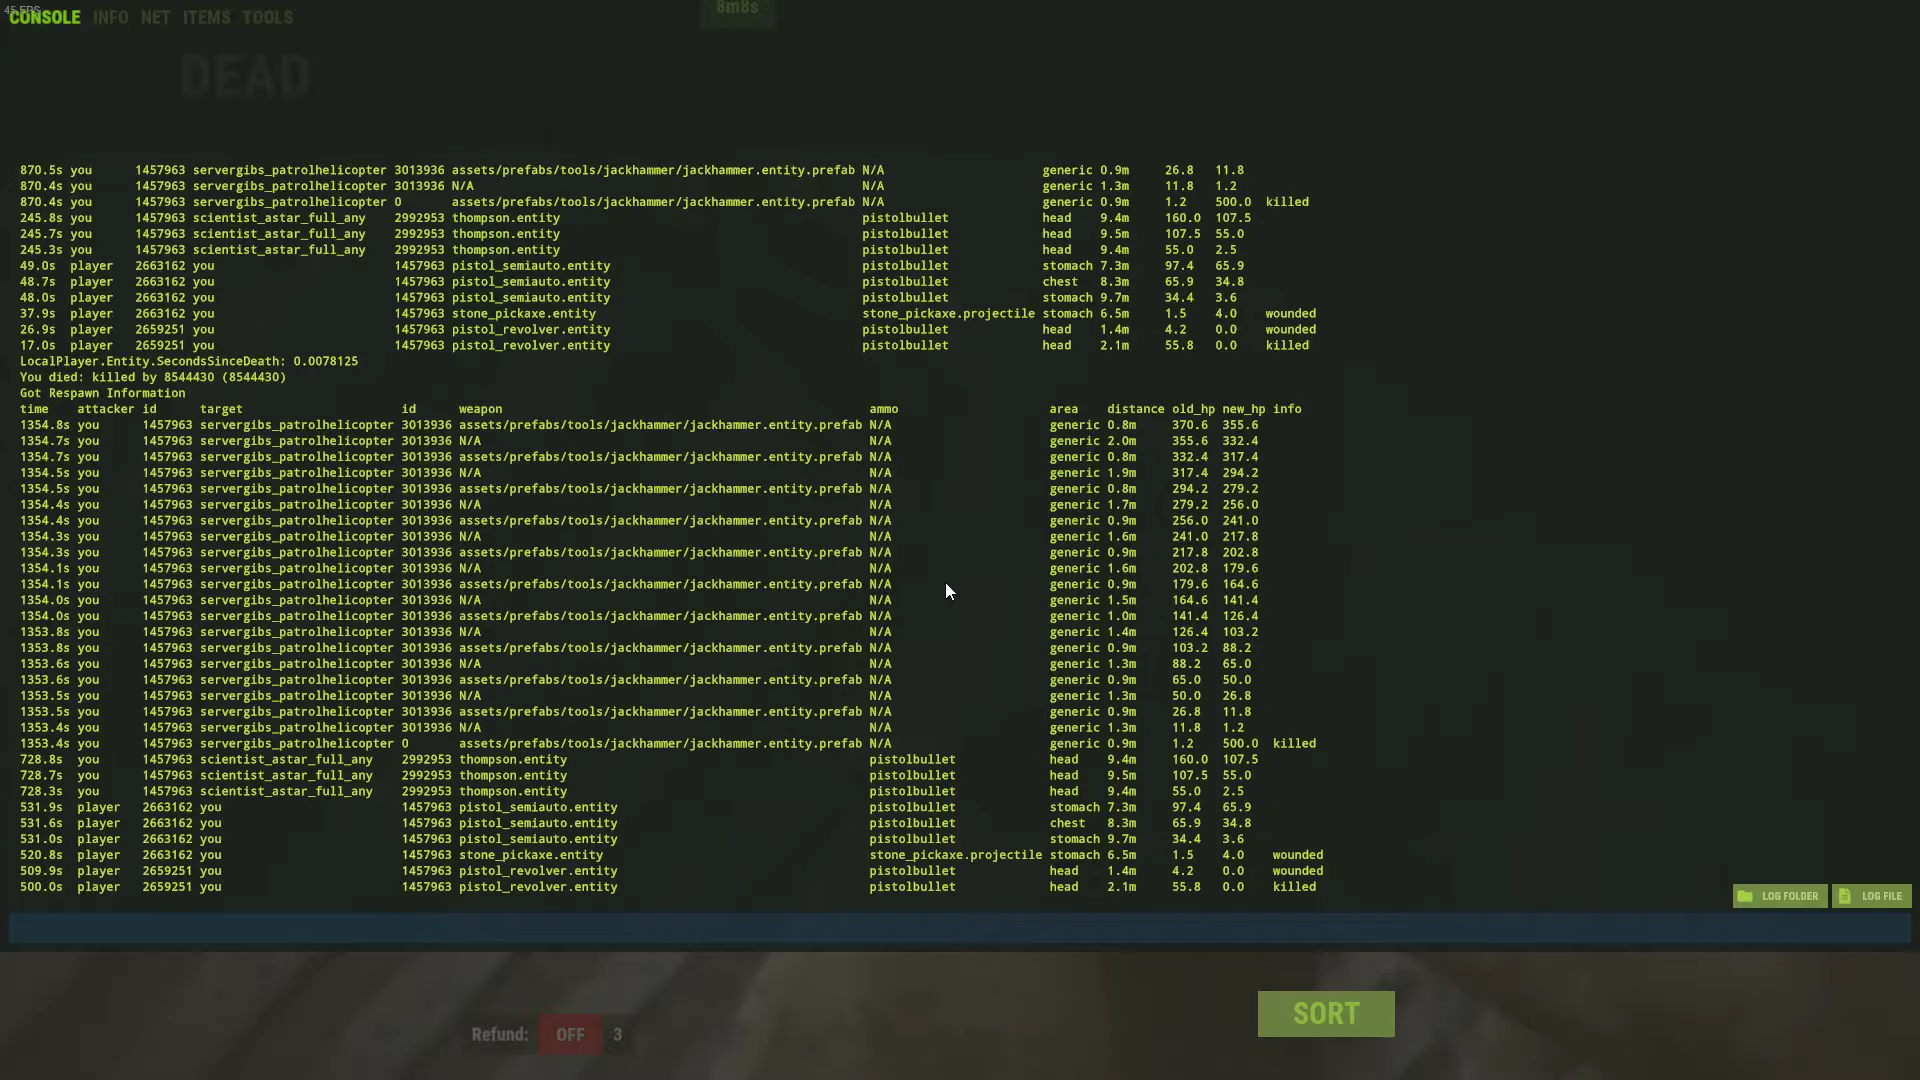 45 FPS
CONSOLE INFO NET ITEMS TOOLS
8m8s
DEAD
870.5s you 1457963 servergibs_patrolhelicopter 3013936 assets/prefabs/tools/jackhammer/jackhammer.entity.prefab N/A generic 0.9m 26.8 11.8
870.4s you 1457963 servergibs_patrolhelicopter 3013936 N/A N/A generic 1.3m 11.8 1.2
870.4s you 1457963 servergibs_patrolhelicopter 0 assets/prefabs/tools/jackhammer/jackhammer.entity.prefab N/A generic 0.9m 1.2 500.0 killed
245.8s you 1457963 scientist_astar_full_any 2992953 thompson.entity pistolbullet head 9.4m 160.0 107.5
245.7s you 1457963 scientist_astar_full_any 2992953 thompson.entity pistolbullet head 9.5m 107.5 55.0
245.3s you 1457963 scientist_astar_full_any 2992953 thompson.entity pistolbullet head 9.4m 55.0 2.5
49.0s player 2663162 you 1457963 pistol_semiauto.entity pistolbullet stomach 7.3m 97.4 65.9
48.7s player 2663162 you 1457963 pistol_semiauto.entity pistolbullet chest 8.3m 65.9 34.8
48.0s player 2663162 you 1457963 pistol_semiauto.entity pistolbullet stomach 9.7m 34.4 3.6
37.9s player 2663162 you 1457963 stone_pickaxe.entity stone_pickaxe.projectile stomach 6.5m 1.5 4.0 wounded
26.9s player 2659251 you 1457963 pistol_revolver.entity pistolbullet head 1.4m 4.2 0.0 wounded
17.0s player 2659251 you 1457963 pistol_revolver.entity pistolbullet head 2.1m 55.8 0.0 killed
LocalPlayer.Entity.SecondsSinceDeath: 0.0078125
You died: killed by 8544430 (8544430)
Got Respawn Information
time attacker id target id weapon ammo area distance old_hp new_hp info
1354.8s you 1457963 servergibs_patrolhelicopter 3013936 assets/prefabs/tools/jackhammer/jackhammer.entity.prefab N/A generic 0.8m 370.6 355.6
1354.7s you 1457963 servergibs_patrolhelicopter 3013936 N/A N/A generic 2.0m 355.6 332.4
1354.7s you 1457963 servergibs_patrolhelicopter 3013936 assets/prefabs/tools/jackhammer/jackhammer.entity.prefab N/A generic 0.8m 332.4 317.4
1354.5s you 1457963 servergibs_patrolhelicopter 3013936 N/A N/A generic 1.9m 317.4 294.2
1354.5s you 1457963 servergibs_patrolhelicopter 3013936 assets/prefabs/tools/jackhammer/jackhammer.entity.prefab N/A generic 0.8m 294.2 279.2
1354.4s you 1457963 servergibs_patrolhelicopter 3013936 N/A N/A generic 1.7m 279.2 256.0
1354.4s you 1457963 servergibs_patrolhelicopter 3013936 assets/prefabs/tools/jackhammer/jackhammer.entity.prefab N/A generic 0.9m 256.0 241.0
1354.3s you 1457963 servergibs_patrolhelicopter 3013936 N/A N/A generic 1.6m 241.0 217.8
1354.3s you 1457963 servergibs_patrolhelicopter 3013936 assets/prefabs/tools/jackhammer/jackhammer.entity.prefab N/A generic 0.9m 217.8 202.8
1354.1s you 1457963 servergibs_patrolhelicopter 3013936 N/A N/A generic 1.6m 202.8 179.6
1354.1s you 1457963 servergibs_patrolhelicopter 3013936 assets/prefabs/tools/jackhammer/jackhammer.entity.prefab N/A generic 0.9m 179.6 164.6
1354.0s you 1457963 servergibs_patrolhelicopter 3013936 N/A N/A generic 1.5m 164.6 141.4
1354.0s you 1457963 servergibs_patrolhelicopter 3013936 assets/prefabs/tools/jackhammer/jackhammer.entity.prefab N/A generic 1.0m 141.4 126.4
1353.8s you 1457963 servergibs_patrolhelicopter 3013936 N/A N/A generic 1.4m 126.4 103.2
1353.8s you 1457963 servergibs_patrolhelicopter 3013936 assets/prefabs/tools/jackhammer/jackhammer.entity.prefab N/A generic 0.9m 103.2 88.2
1353.6s you 1457963 servergibs_patrolhelicopter 3013936 N/A N/A generic 1.3m 88.2 65.0
1353.6s you 1457963 servergibs_patrolhelicopter 3013936 assets/prefabs/tools/jackhammer/jackhammer.entity.prefab N/A generic 0.9m 65.0 50.0
1353.5s you 1457963 servergibs_patrolhelicopter 3013936 N/A N/A generic 1.3m 50.0 26.8
1353.5s you 1457963 servergibs_patrolhelicopter 3013936 assets/prefabs/tools/jackhammer/jackhammer.entity.prefab N/A generic 0.9m 26.8 11.8
1353.4s you 1457963 servergibs_patrolhelicopter 3013936 N/A N/A generic 1.3m 11.8 1.2
1353.4s you 1457963 servergibs_patrolhelicopter 0 assets/prefabs/tools/jackhammer/jackhammer.entity.prefab N/A generic 0.9m 1.2 500.0 killed
728.8s you 1457963 scientist_astar_full_any 2992953 thompson.entity pistolbullet head 9.4m 160.0 107.5
728.7s you 1457963 scientist_astar_full_any 2992953 thompson.entity pistolbullet head 9.5m 107.5 55.0
728.3s you 1457963 scientist_astar_full_any 2992953 thompson.entity pistolbullet head 9.4m 55.0 2.5
531.9s player 2663162 you 1457963 pistol_semiauto.entity pistolbullet stomach 7.3m 97.4 65.9
531.6s player 2663162 you 1457963 pistol_semiauto.entity pistolbullet chest 8.3m 65.9 34.8
531.0s player 2663162 you 1457963 pistol_semiauto.entity pistolbullet stomach 9.7m 34.4 3.6
520.8s player 2663162 you 1457963 stone_pickaxe.entity stone_pickaxe.projectile stomach 6.5m 1.5 4.0 wounded
509.9s player 2659251 you 1457963 pistol_revolver.entity pistolbullet head 1.4m 4.2 0.0 wounded
500.0s player 2659251 you 1457963 pistol_revolver.entity pistolbullet head 2.1m 55.8 0.0 killed
LOG FOLDER LOG FILE
SORT
Refund: OFF 3